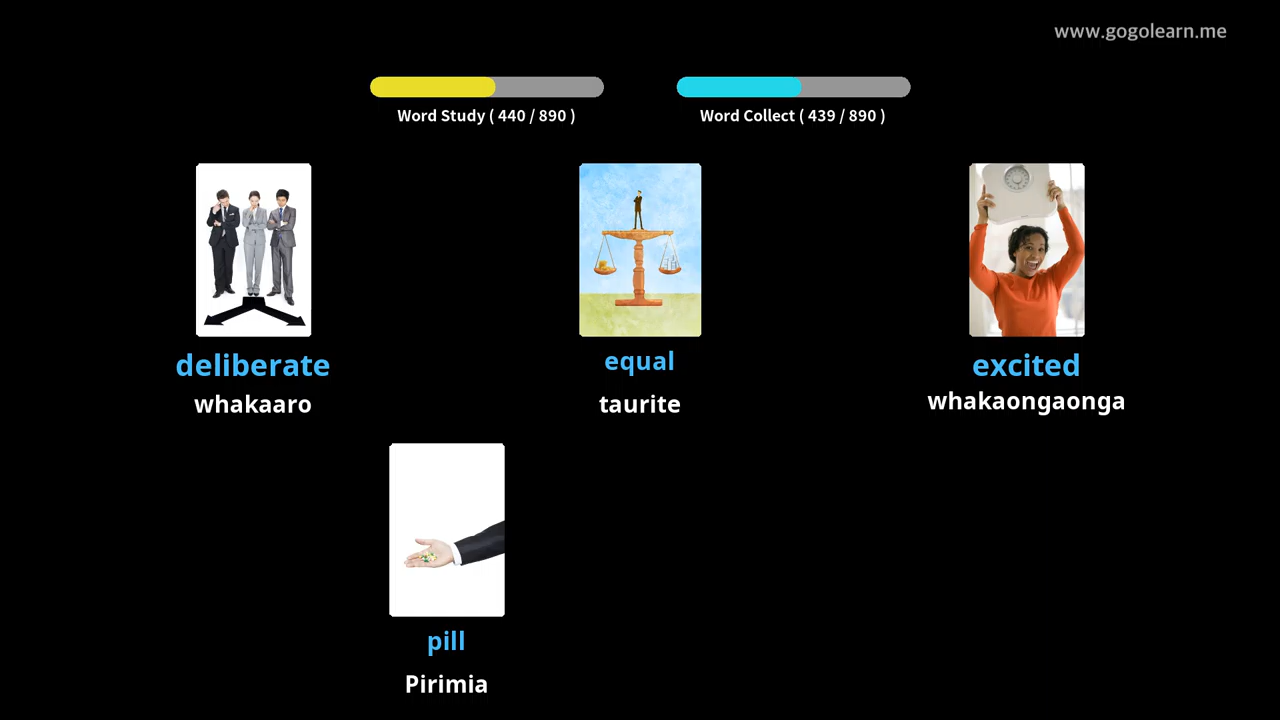 www.gogolearn.me
Word Study ( 440 / 890 )
Word Collect ( 439 / 890 )
deliberate
whakaaro
equal
taurite
excited
whakaongaonga
pill
Pirimia